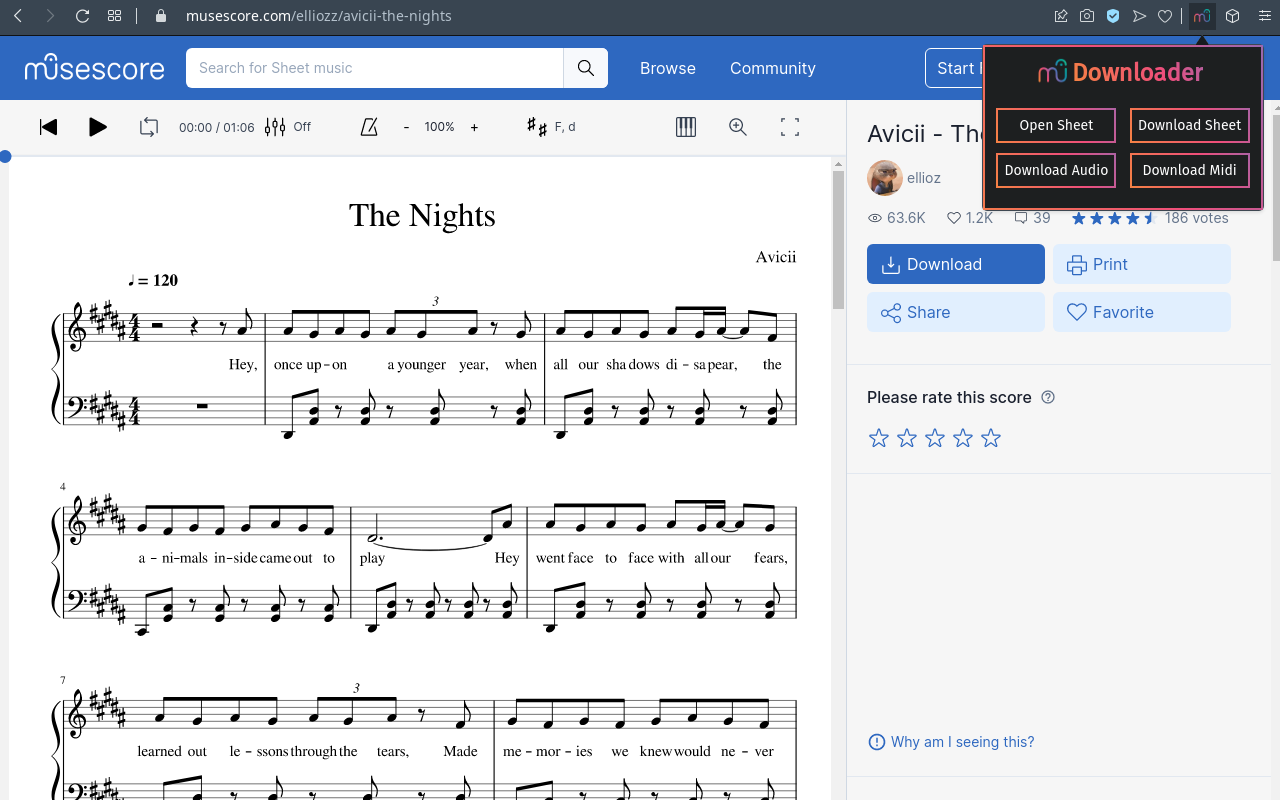 musescore.com/elliozz/avicii-the-nights
musescore
Search for Sheet music
Browse
Community
Start
Downloader
Open Sheet
Download Sheet
Download Audio
Download Midi
00:00 / 01:06
Off
- 100% +
F, d
Avicii - The
ellioz
63.6K
1.2K
39
186 votes
Download
Print
Share
Favorite
Please rate this score
Why am I seeing this?
The Nights
Avicii
♩ = 120
3
Hey, once up-on a younger year, when all our sha dows di - sa pear, the
4
a - ni-mals in-side came out to play Hey went face to face with all our fears,
7
3
learned out le - ssons through the tears, Made me - mor - ies we knew would ne - ver